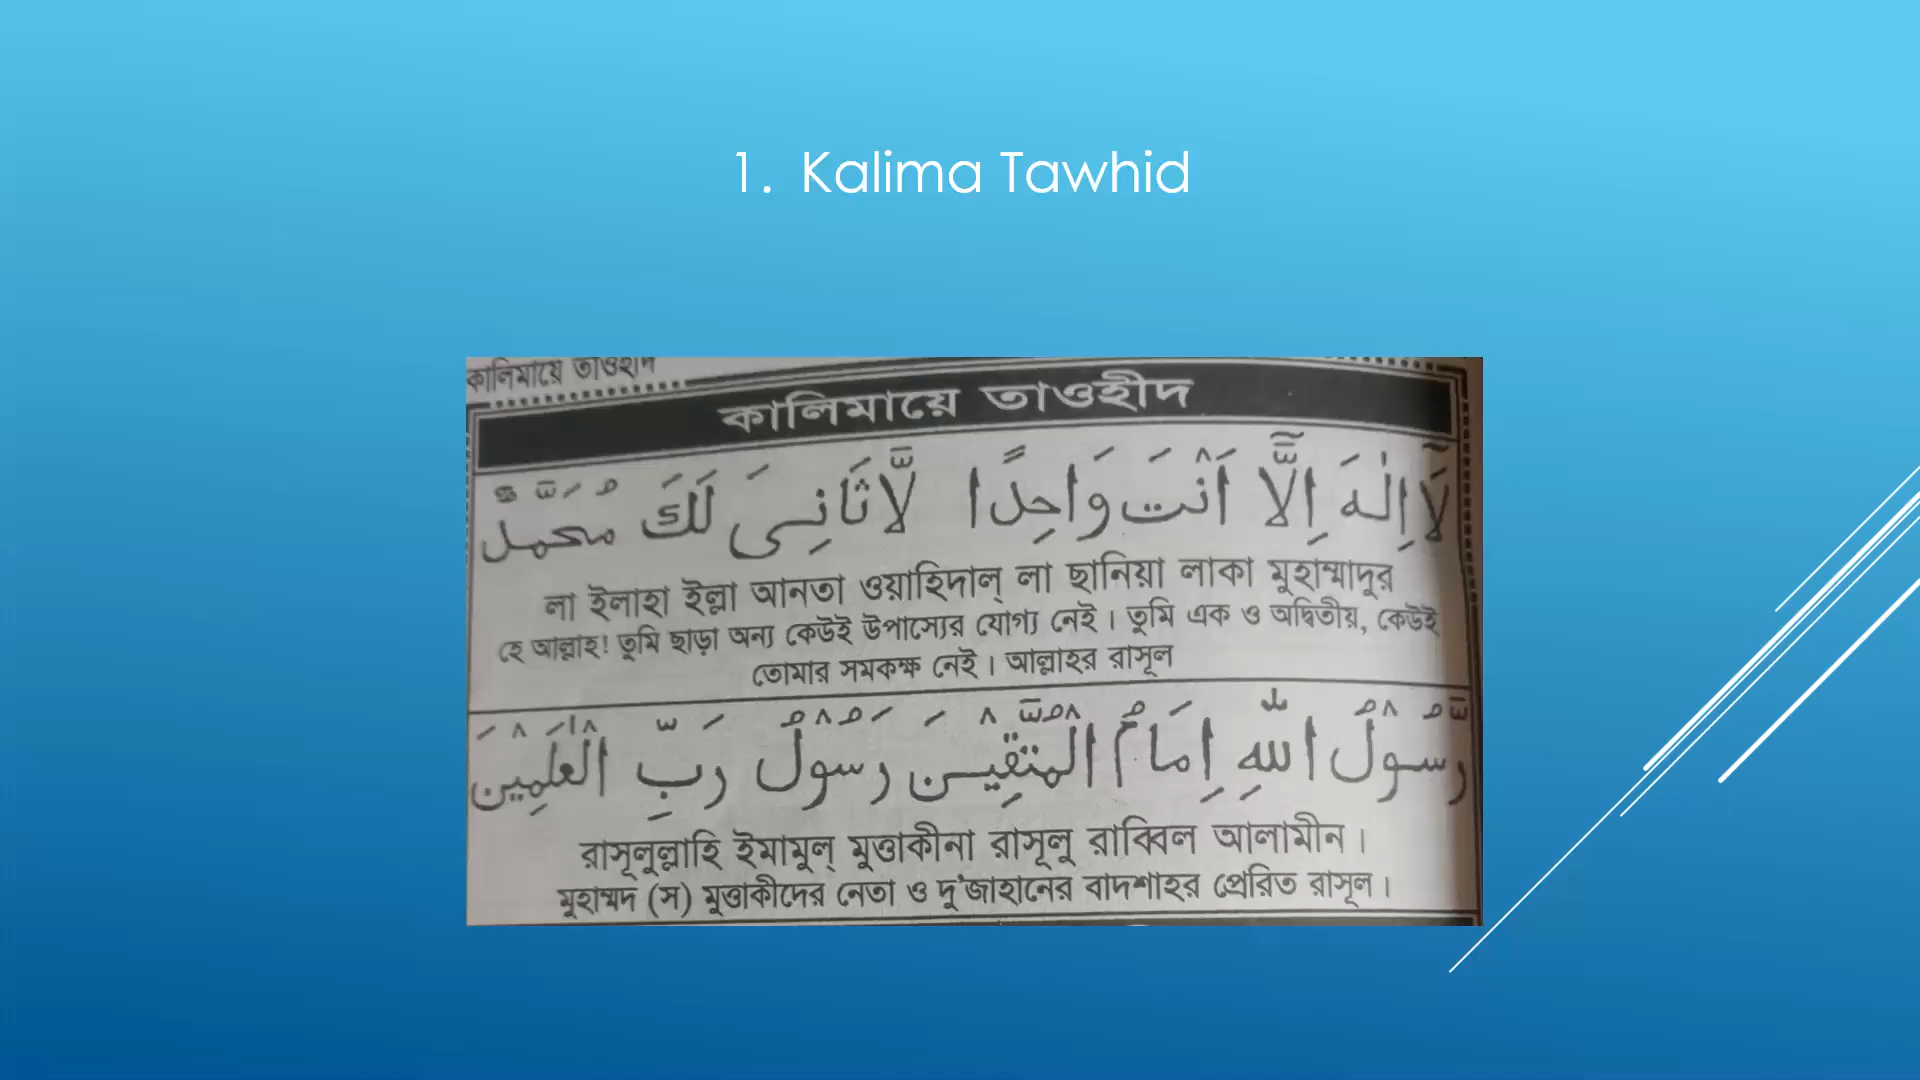 1. Kalima Tawhid
কালিমায়ে তাওহীদ
কালিমায়ে তাওহীদ
لَآ اِلٰهَ اِلَّآ اَنْتَ وَاحِدًا لَّا ثَانِىَ لَكَ مُحَمَّدٌ
লা ইলাহা ইল্লা আনতা ওয়াহিদাল্ লা ছানিয়া লাকা মুহাম্মাদুর
হে আল্লাহ! তুমি ছাড়া অন্য কেউই উপাস্যের যোগ্য নেই। তুমি এক ও অদ্বিতীয়, কেউই
তোমার সমকক্ষ নেই। আল্লাহর রাসূল
رَّسُوْلُ اللّٰهِ اِمَامُ الْمُتَّقِيْنَ رَسُوْلُ رَبِّ الْعٰلَمِيْنَ
রাসূলুল্লাহি ইমামুল্ মুত্তাকীনা রাসূলু রাব্বিল আলামীন।
মুহাম্মদ (স) মুত্তাকীদের নেতা ও দু'জাহানের বাদশাহর প্রেরিত রাসূল।